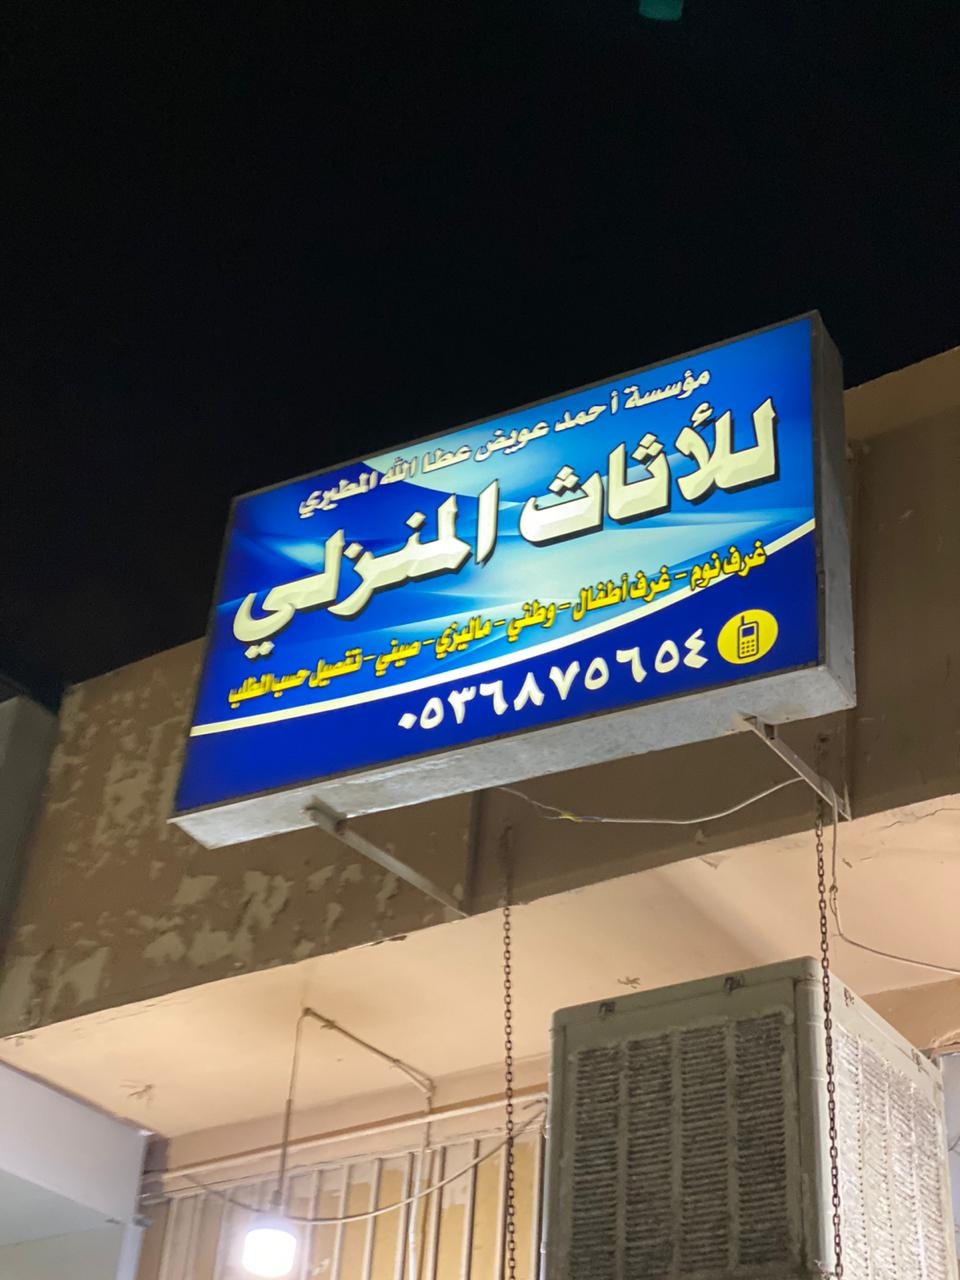 مؤسسة أحمد عويض عطا الله المطيري
للأثاث المنزلي
غرف نوم - غرف أطفال - وطني - ماليزي - صيني - تفصيل حسب الطلب
٠٥٣٦٨٧٥٦٥٤